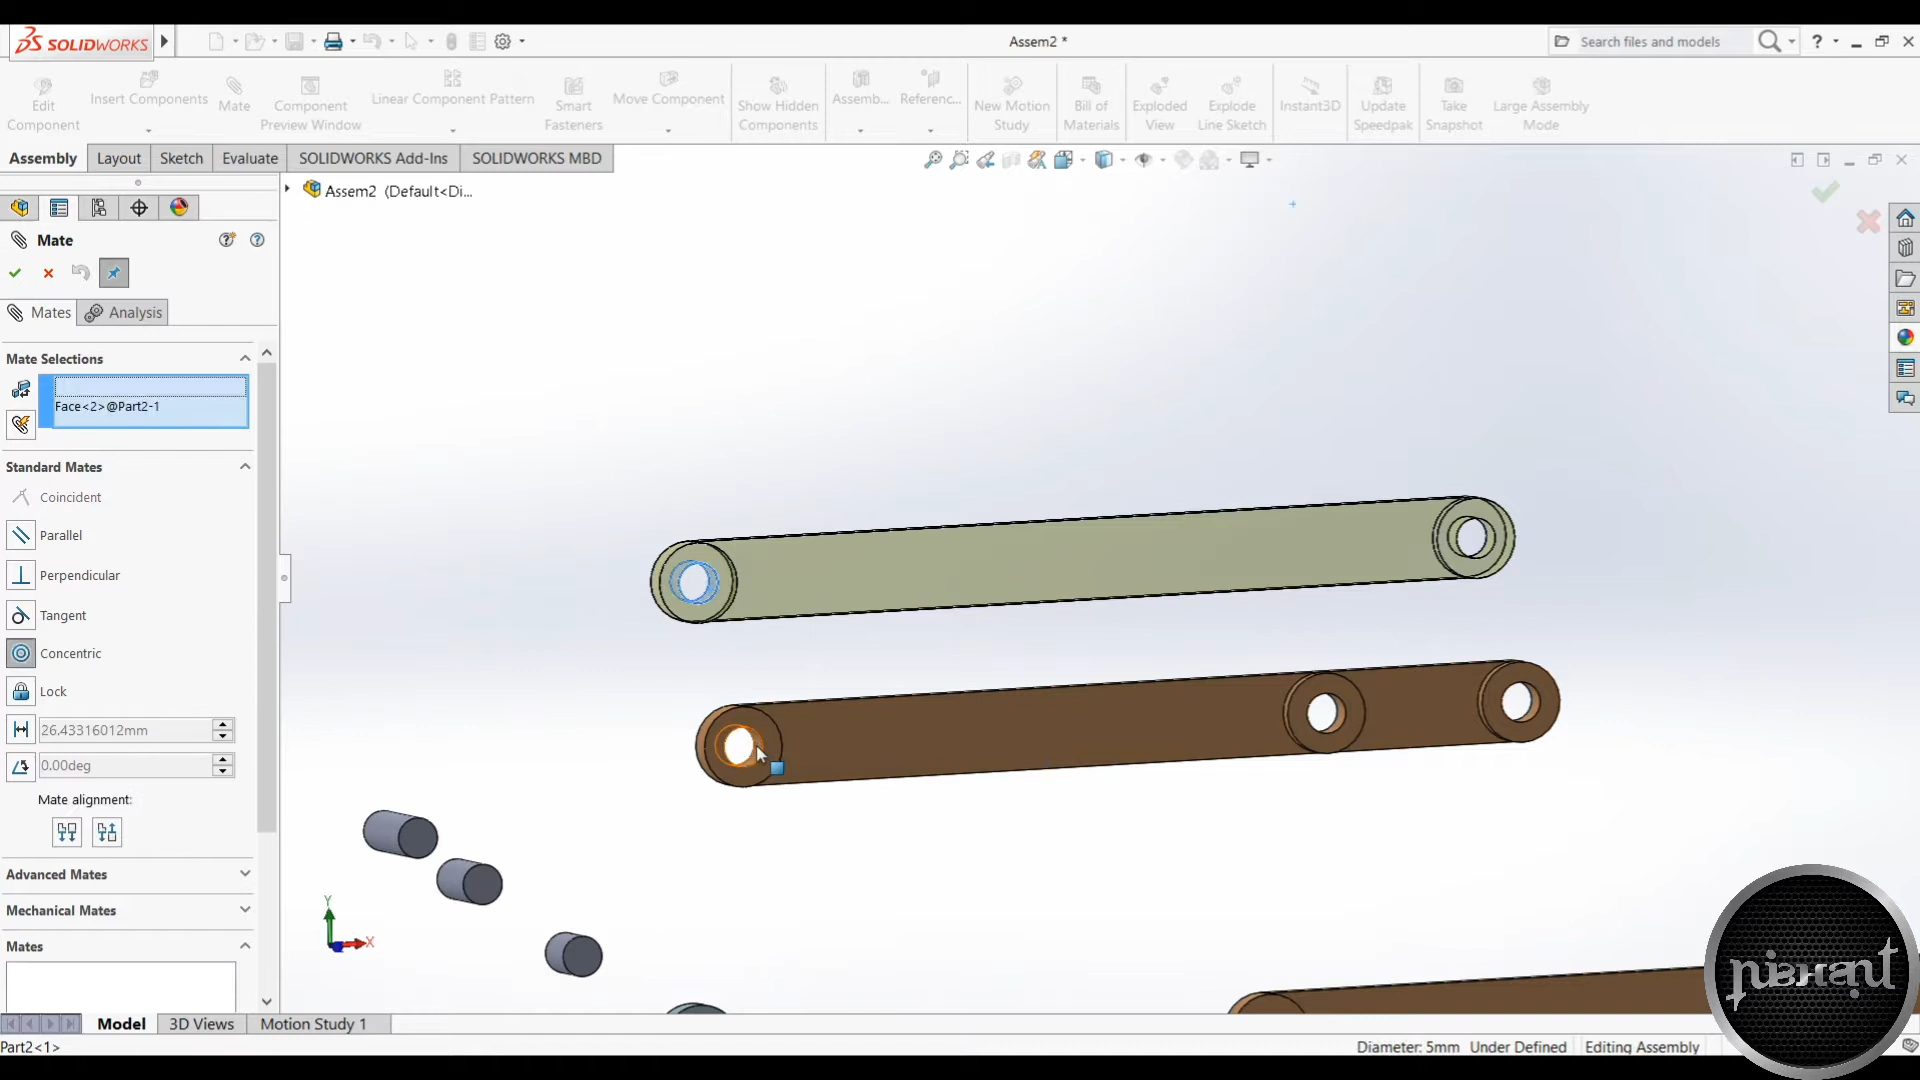 SOLIDWORKS
Assem2 *
Search files and models
Edit Component
Insert Components
Mate
Component Preview Window
Linear Component Pattern
Smart Fasteners
Move Component
Show Hidden Components
Assemb...
Referenc...
New Motion Study
Bill of Materials
Exploded View
Explode Line Sketch
Instant3D
Update Speedpak
Take Snapshot
Large Assembly Mode
Assembly
Layout
Sketch
Evaluate
SOLIDWORKS Add-Ins
SOLIDWORKS MBD
Assem2 (Default<Di...
Mate
Mates
Analysis
Mate Selections
Face<2>@Part2-1
Standard Mates
Coincident
Parallel
Perpendicular
Tangent
Concentric
Lock
26.43316012mm
0.00deg
Mate alignment:
Advanced Mates
Mechanical Mates
Mates
Y
X
Model
3D Views
Motion Study 1
Part2<1>
Diameter: 5mm
Under Defined
Editing Assembly